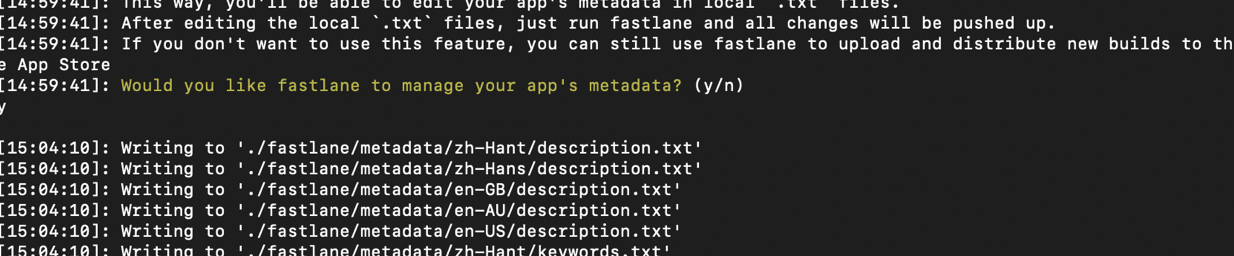 [14:59:41]: This way, you'll be able to edit your app's metadata in local `.txt` files.
[14:59:41]: After editing the local `.txt` files, just run fastlane and all changes will be pushed up.
[14:59:41]: If you don't want to use this feature, you can still use fastlane to upload and distribute new builds to th
e App Store
[14:59:41]: Would you like fastlane to manage your app's metadata? (y/n)
y
[15:04:10]: Writing to './fastlane/metadata/zh-Hant/description.txt'
[15:04:10]: Writing to './fastlane/metadata/zh-Hans/description.txt'
[15:04:10]: Writing to './fastlane/metadata/en-GB/description.txt'
[15:04:10]: Writing to './fastlane/metadata/en-AU/description.txt'
[15:04:10]: Writing to './fastlane/metadata/en-US/description.txt'
[15:04:10]: Writing to './fastlane/metadata/zh-Hant/keywords.txt'